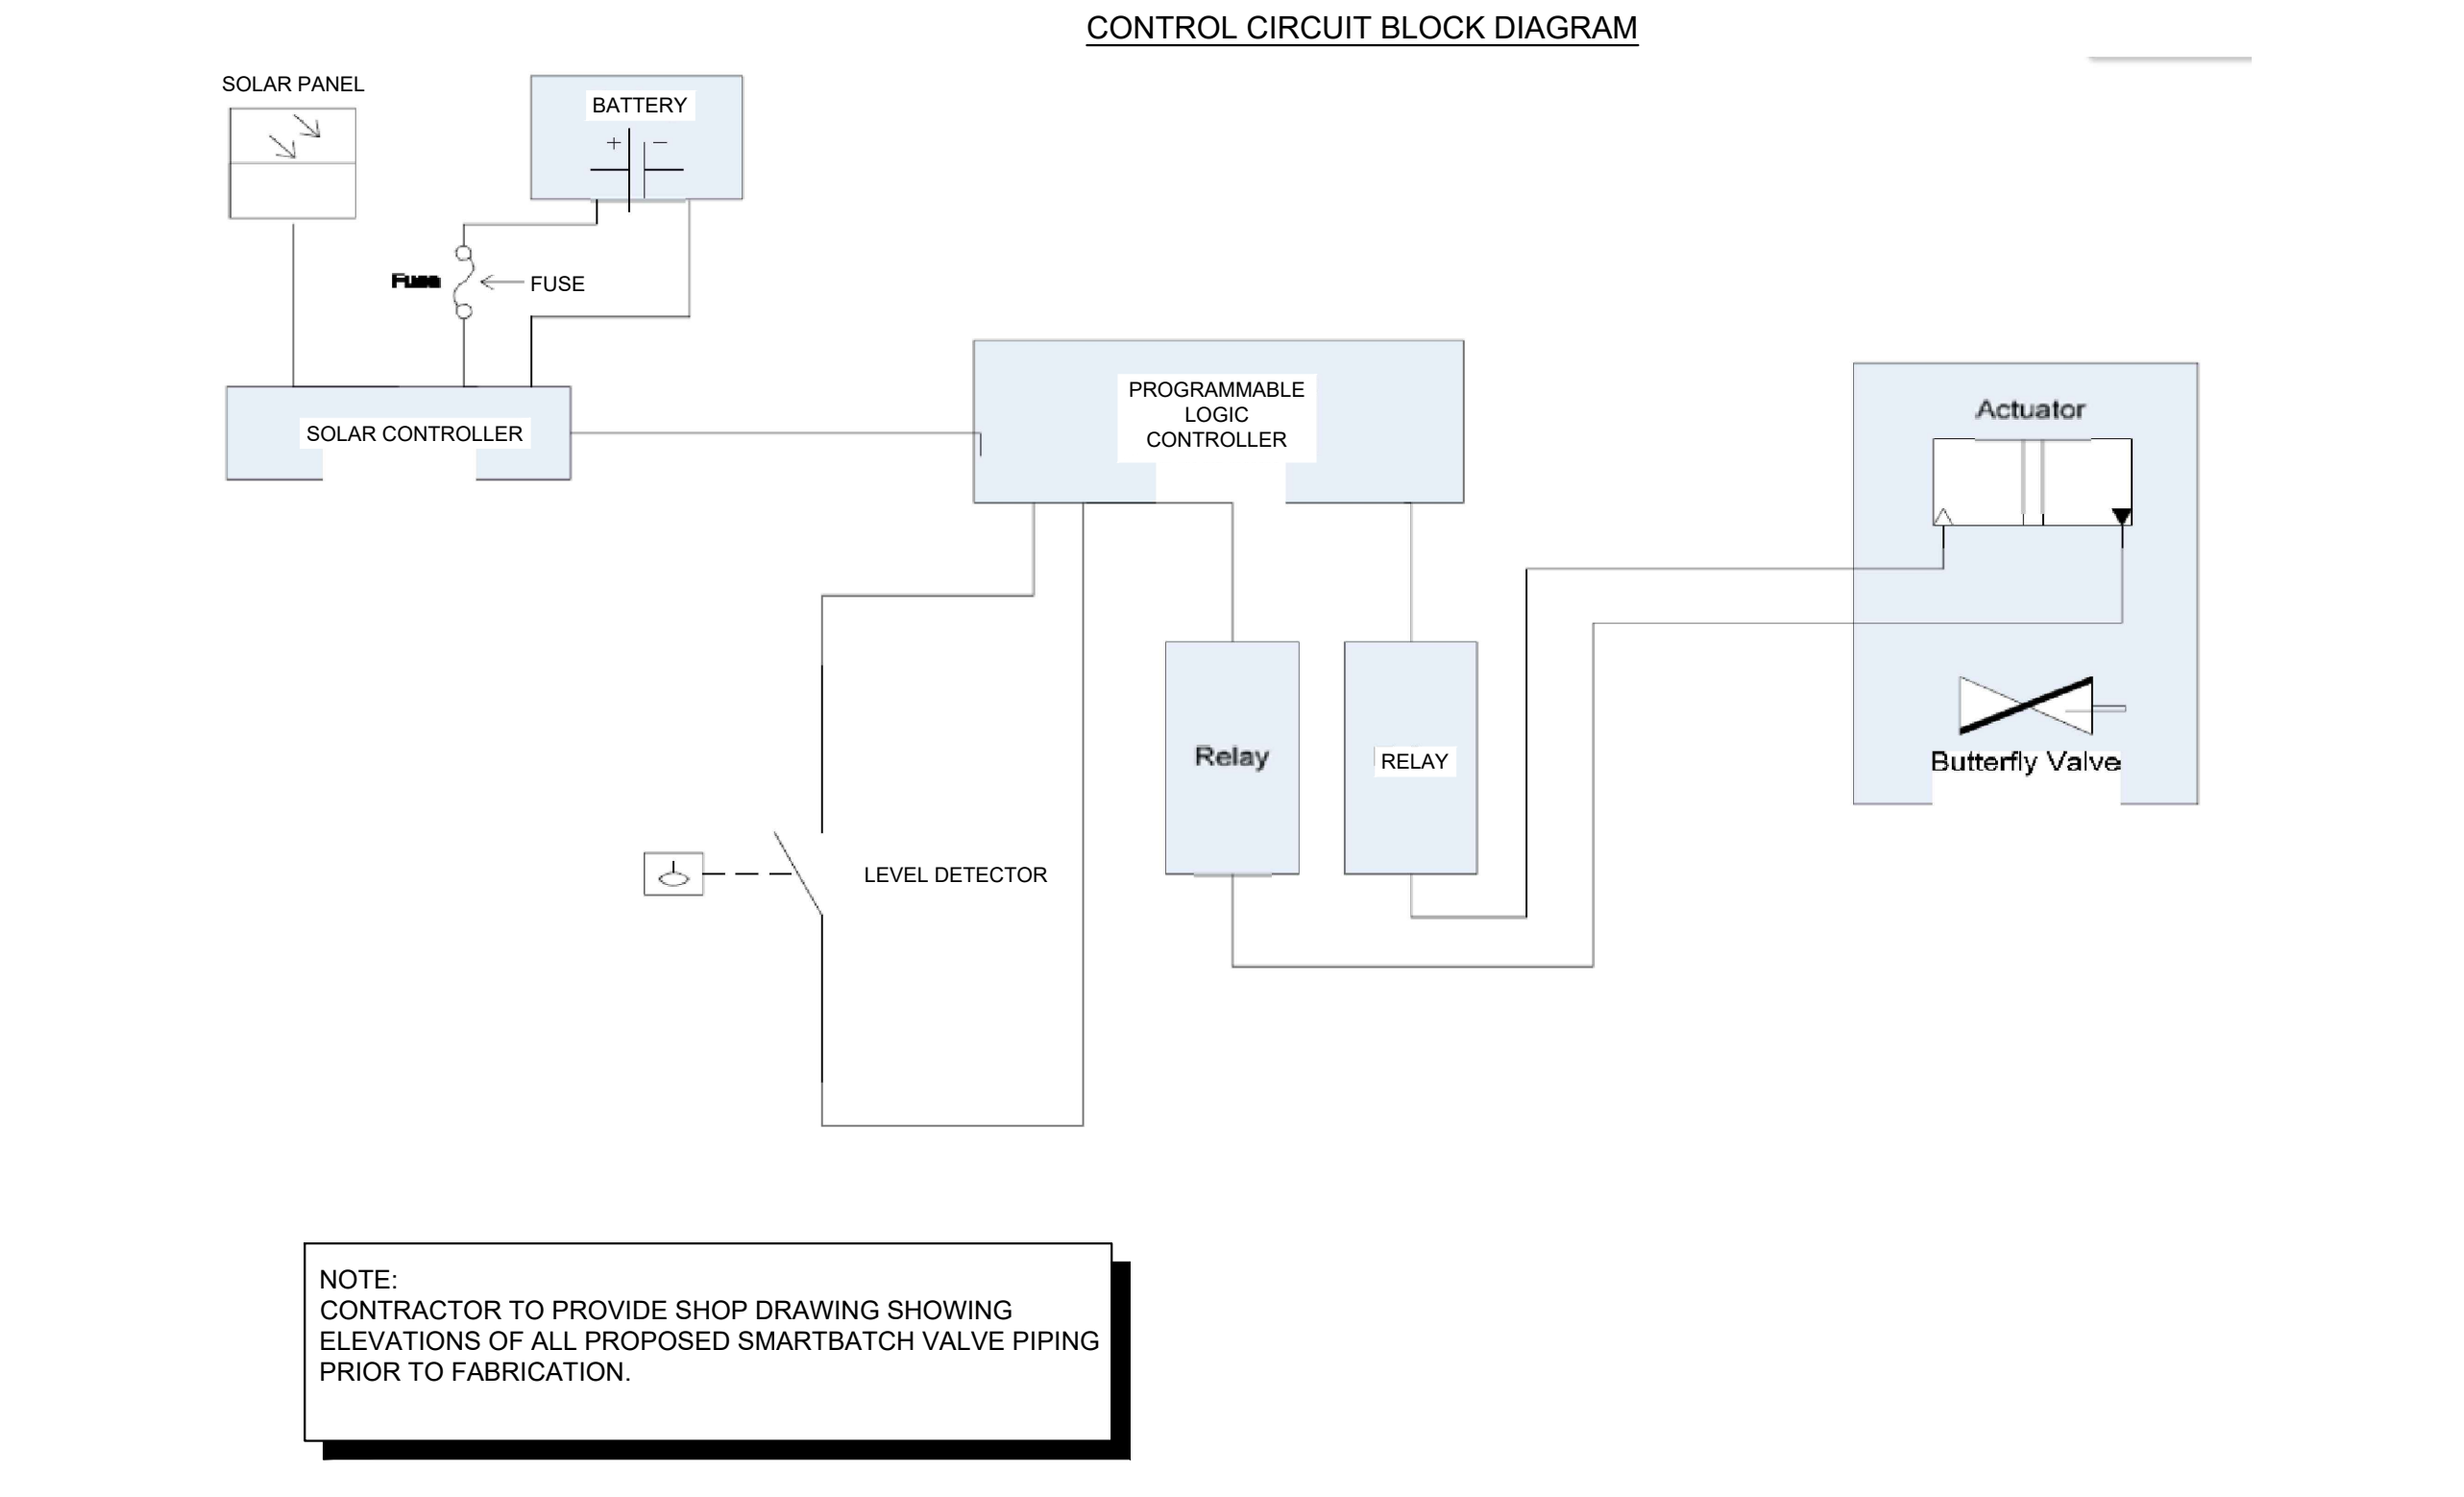 CONTROL CIRCUIT BLOCK DIAGRAM
SOLAR PANEL
BATTERY
+ −
Fuse
FUSE
SOLAR CONTROLLER
PROGRAMMABLE
LOGIC
CONTROLLER
Actuator
Relay
RELAY
Butterfly Valve
LEVEL DETECTOR
NOTE:
CONTRACTOR TO PROVIDE SHOP DRAWING SHOWING
ELEVATIONS OF ALL PROPOSED SMARTBATCH VALVE PIPING
PRIOR TO FABRICATION.